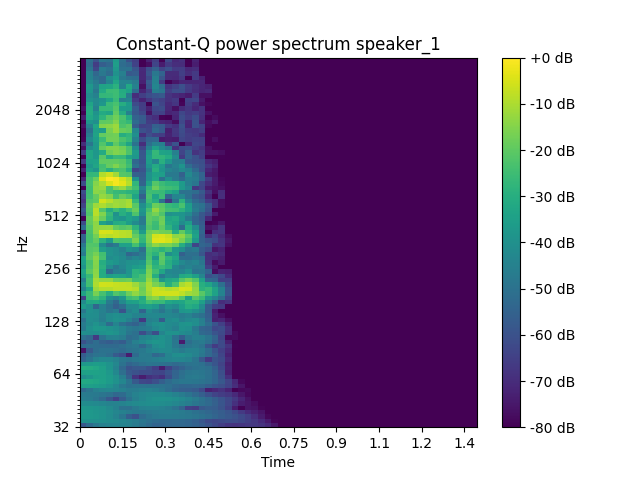 Constant-Q power spectrum speaker_1
+0 dB
-10 dB
-20 dB
-30 dB
-40 dB
-50 dB
-60 dB
-70 dB
-80 dB
Hz
2048
1024
512
256
128
64
32
0 0.15 0.3 0.45 0.6 0.75 0.9 1.1 1.2 1.4
Time